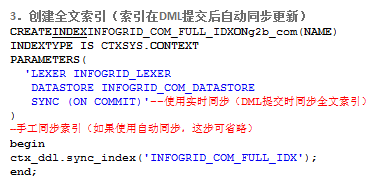 3．创建全文索引（索引在DML提交后自动同步更新）
CREATEINDEXINFOGRID_COM_FULL_IDXONg2b_com(NAME)
INDEXTYPE IS CTXSYS.CONTEXT
PARAMETERS(
'LEXER INFOGRID_LEXER
DATASTORE INFOGRID_COM_DATASTORE
SYNC (ON COMMIT)'--使用实时同步（DML提交时同步全文索引）
)
—手工同步索引（如果使用自动同步，这步可省略）
begin
ctx_ddl.sync_index('INFOGRID_COM_FULL_IDX');
end;